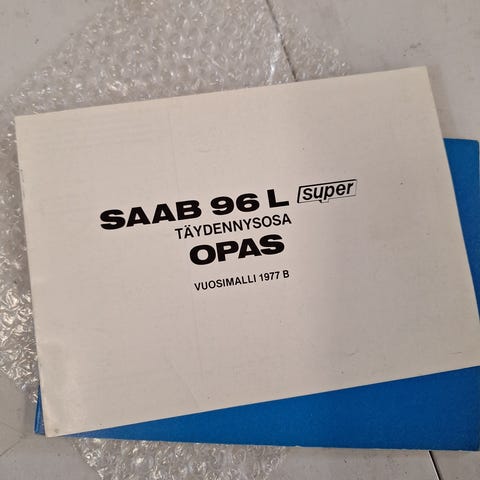 SAAB 96 L super
TÄYDENNYSOSA
OPAS
VUOSIMALLI 1977 B